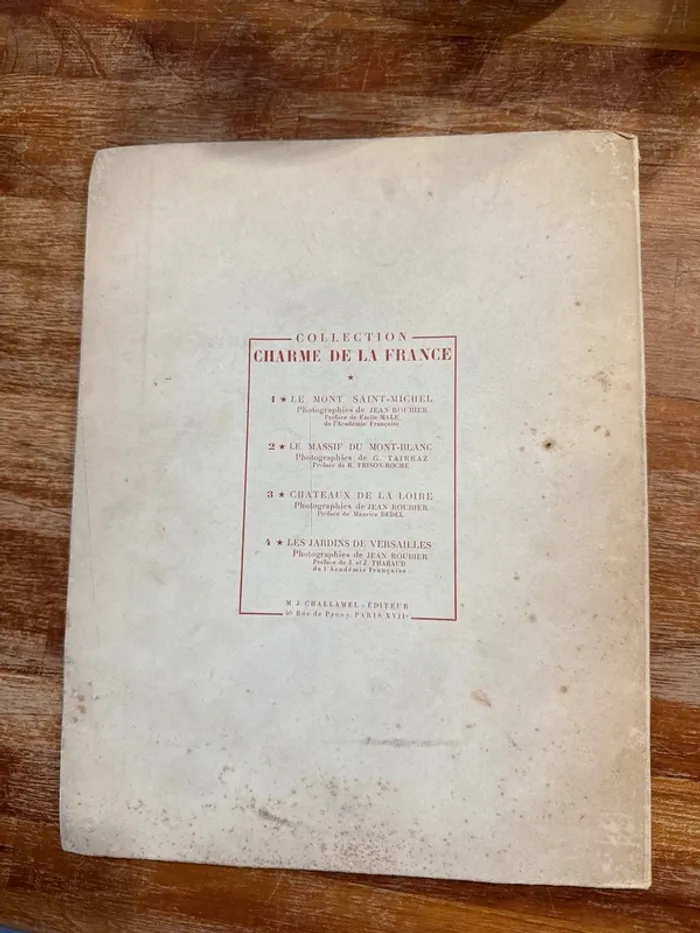 COLLECTION
CHARME DE LA FRANCE
★
1 ★ LE MONT SAINT-MICHEL
Photographies de JEAN ROUBIER
Préface de Emile MALE
de l'Académie Française
2 ★ LE MASSIF DU MONT-BLANC
Photographies de G. TAIRRAZ
Préface de R. FRISON-ROCHE
3 ★ CHATEAUX DE LA LOIRE
Photographies de JEAN ROUBIER
Préface de Maurice BEDEL
4 ★ LES JARDINS DE VERSAILLES
Photographies de JEAN ROUBIER
Préface de J. et J. THARAUD
de l'Académie Française
M. J. CHALLAMEL - ÉDITEUR
Rue de Prony, PARIS XVIIe